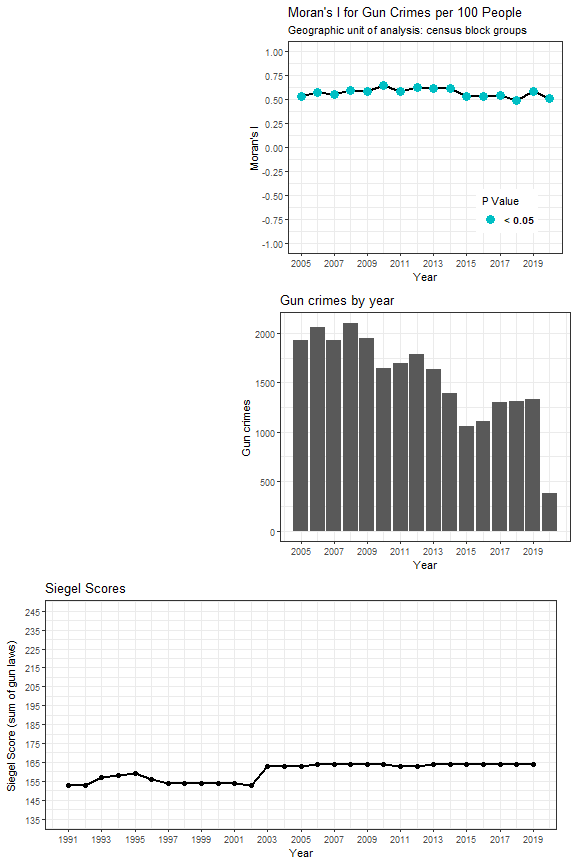 Moran's I for Gun Crimes per 100 People
Geographic unit of analysis: census block groups
1.00
0.75
0.50
0.25
0.00
-0.25
-0.50
-0.75
-1.00
Moran's I
P Value
< 0.05
2005 2007 2009 2011 2013 2015 2017 2019
Year
Gun crimes by year
2000
1500
1000
500
0
Gun crimes
2005 2007 2009 2011 2013 2015 2017 2019
Year
Siegel Scores
245
235
225
215
205
195
185
175
165
155
145
135
Siegel Score (sum of gun laws)
1991 1993 1995 1997 1999 2001 2003 2005 2007 2009 2011 2013 2015 2017 2019
Year